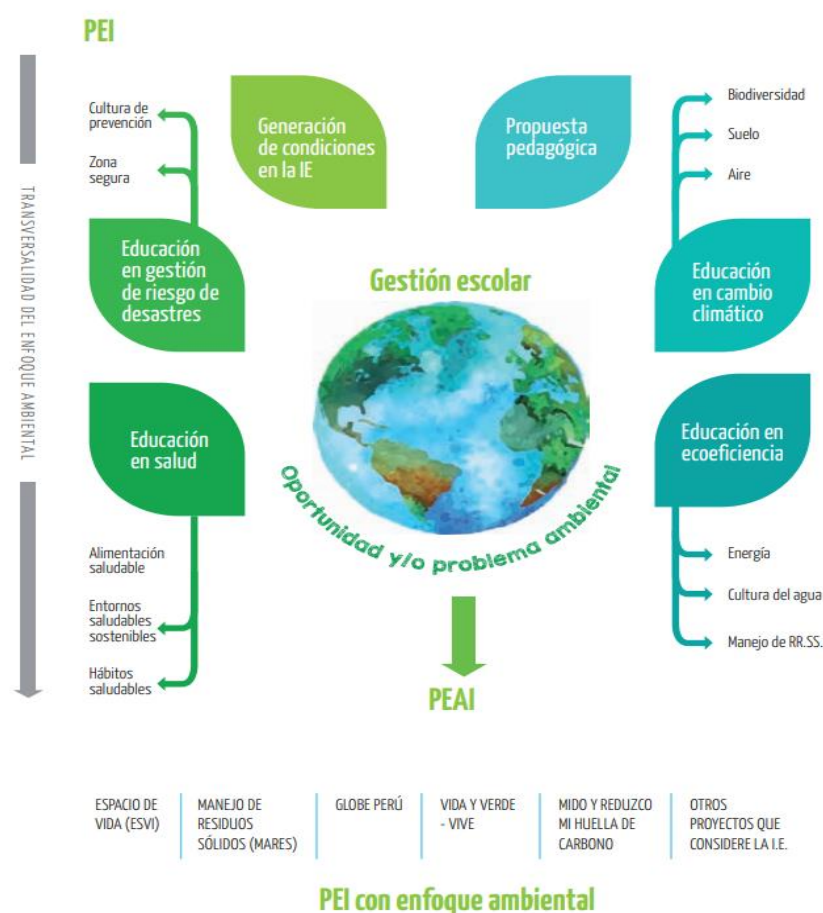 PEI
TRANSVERSALIDAD DEL ENFOQUE AMBIENTAL
Cultura de
prevención
Zona
segura
Generación
de condiciones
en la IE
Propuesta
pedagógica
Biodiversidad
Suelo
Aire
Educación
en gestión
de riesgo de
desastres
Gestión escolar
Educación
en cambio
climático
Educación
en salud
Educación en
ecoeficiencia
Oportunidad y/o problema ambiental
Alimentación
saludable
Entornos
saludables
sostenibles
Hábitos
saludables
Energía
Cultura del agua
Manejo de RR.SS.
PEAI
ESPACIO DE
VIDA (ESVI)
MANEJO DE
RESIDUOS
SÓLIDOS (MARES)
GLOBE PERÚ
VIDA Y VERDE
- VIVE
MIDO Y REDUZCO
MI HUELLA DE
CARBONO
OTROS
PROYECTOS QUE
CONSIDERE LA I.E.
PEI con enfoque ambiental